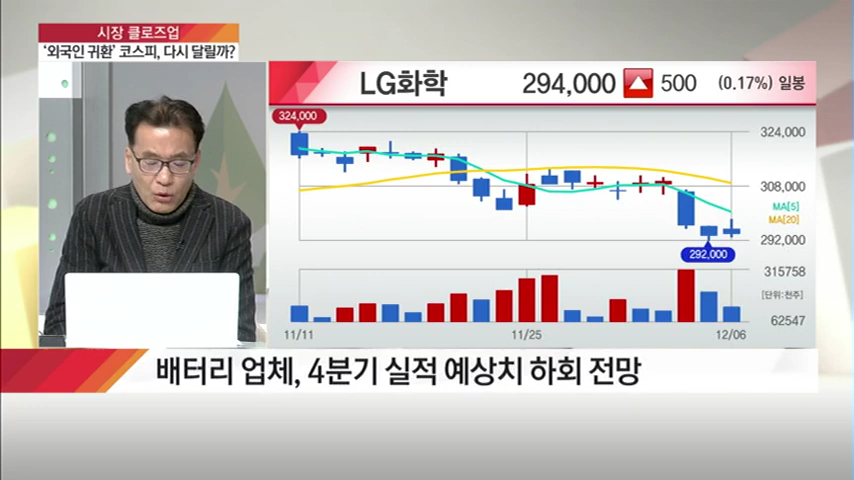 시장 클로즈업
‘외국인 귀환’ 코스피, 다시 달릴까?
LG화학 294,000 500 (0.17%) 일봉
324,000
324,000
308,000
MA[5]
MA[20]
292,000
292,000
315758
[단위:천주]
62547
11/11 11/25 12/06
배터리 업체, 4분기 실적 예상치 하회 전망